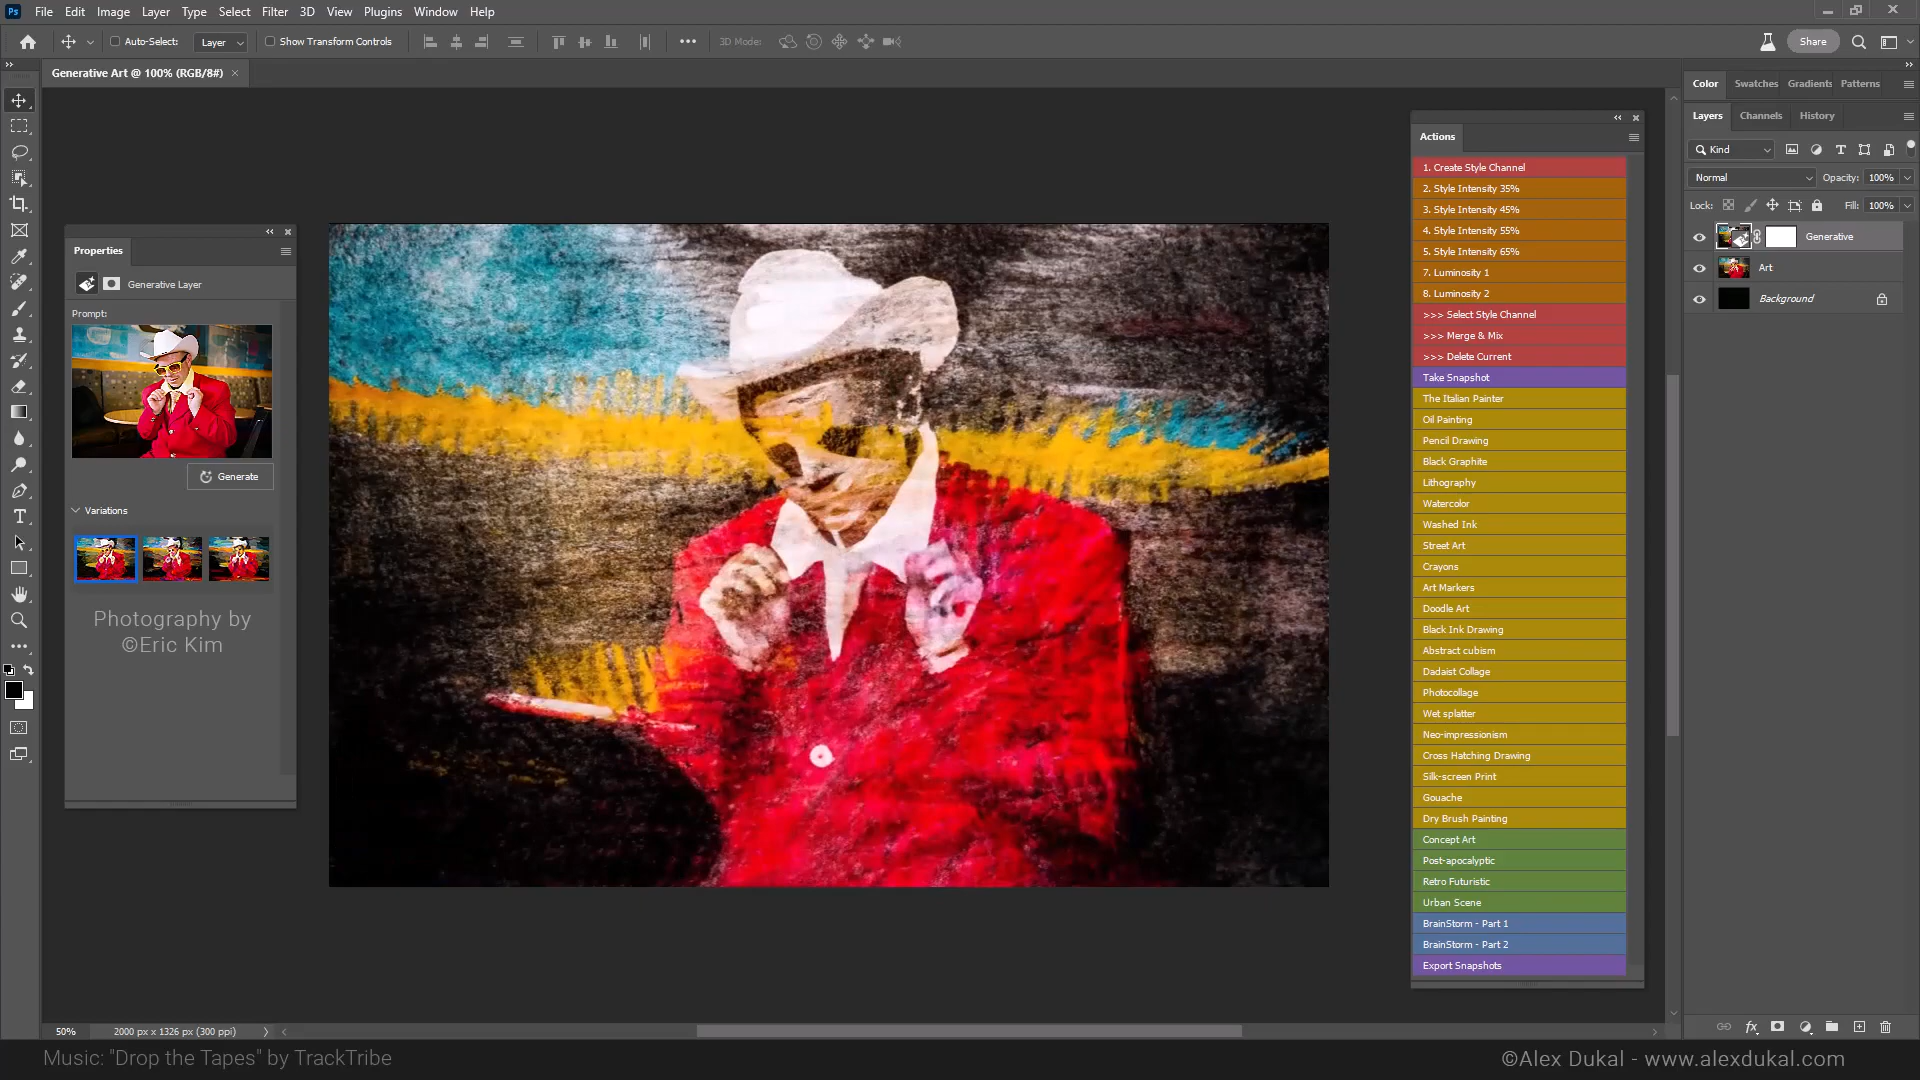 Ps File Edit Image Layer Type Select Filter 3D View Plugins Window Help
Auto-Select: Layer Show Transform Controls 3D Mode: Share
Generative Art @ 100% (RGB/8#)
Properties
Generative Layer
Prompt:
Generate
Variations
Photography by
©Eric Kim
Actions
1. Create Style Channel
2. Style Intensity 35%
3. Style Intensity 45%
4. Style Intensity 55%
5. Style Intensity 65%
7. Luminosity 1
8. Luminosity 2
>>> Select Style Channel
>>> Merge & Mix
>>> Delete Current
Take Snapshot
The Italian Painter
Oil Painting
Pencil Drawing
Black Graphite
Lithography
Watercolor
Washed Ink
Street Art
Crayons
Art Markers
Doodle Art
Black Ink Drawing
Abstract cubism
Dadaist Collage
Photocollage
Wet splatter
Neo-impressionism
Cross Hatching Drawing
Silk-screen Print
Gouache
Dry Brush Painting
Concept Art
Post-apocalyptic
Retro Futuristic
Urban Scene
BrainStorm - Part 1
BrainStorm - Part 2
Export Snapshots
Color Swatches Gradients Patterns
Layers Channels History
Kind
Normal Opacity: 100%
Lock: Fill: 100%
Generative
Art
Background
fx
50% 2000 px x 1326 px (300 ppi)
Music: "Drop the Tapes" by TrackTribe
©Alex Dukal - www.alexdukal.com